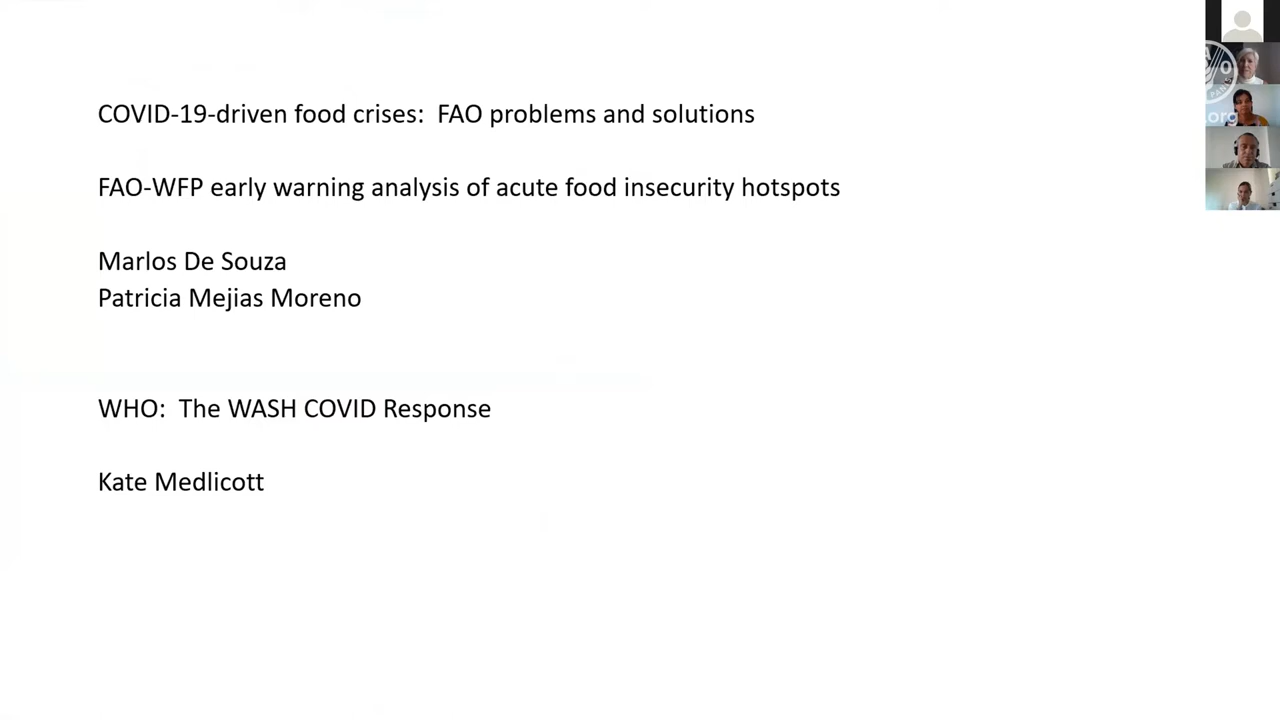 COVID-19-driven food crises:  FAO problems and solutions
FAO-WFP early warning analysis of acute food insecurity hotspots
Marlos De Souza
Patricia Mejias Moreno
WHO:  The WASH COVID Response
Kate Medlicott
.org